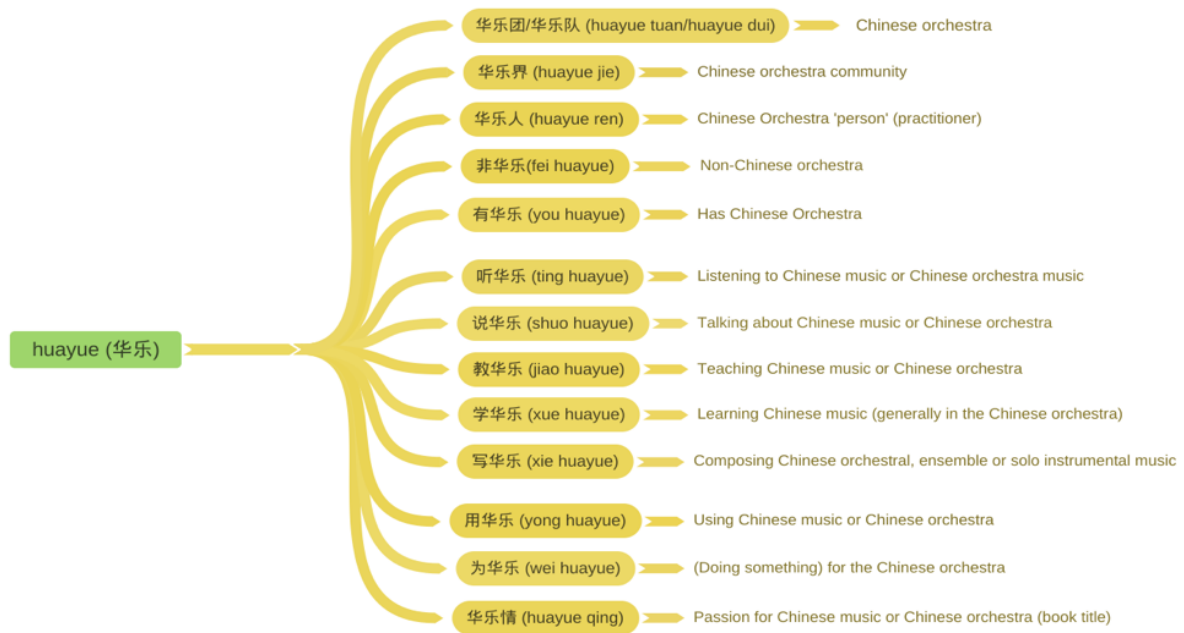 华乐团/华乐队 (huayue tuan/huayue dui) Chinese orchestra
华乐界 (huayue jie) Chinese orchestra community
华乐人 (huayue ren) Chinese Orchestra 'person' (practitioner)
非华乐(fei huayue) Non-Chinese orchestra
有华乐 (you huayue) Has Chinese Orchestra
听华乐 (ting huayue) Listening to Chinese music or Chinese orchestra music
说华乐 (shuo huayue) Talking about Chinese music or Chinese orchestra
huayue (华乐)
教华乐 (jiao huayue) Teaching Chinese music or Chinese orchestra
学华乐 (xue huayue) Learning Chinese music (generally in the Chinese orchestra)
写华乐 (xie huayue) Composing Chinese orchestral, ensemble or solo instrumental music
用华乐 (yong huayue) Using Chinese music or Chinese orchestra
为华乐 (wei huayue) (Doing something) for the Chinese orchestra
华乐情 (huayue qing) Passion for Chinese music or Chinese orchestra (book title)